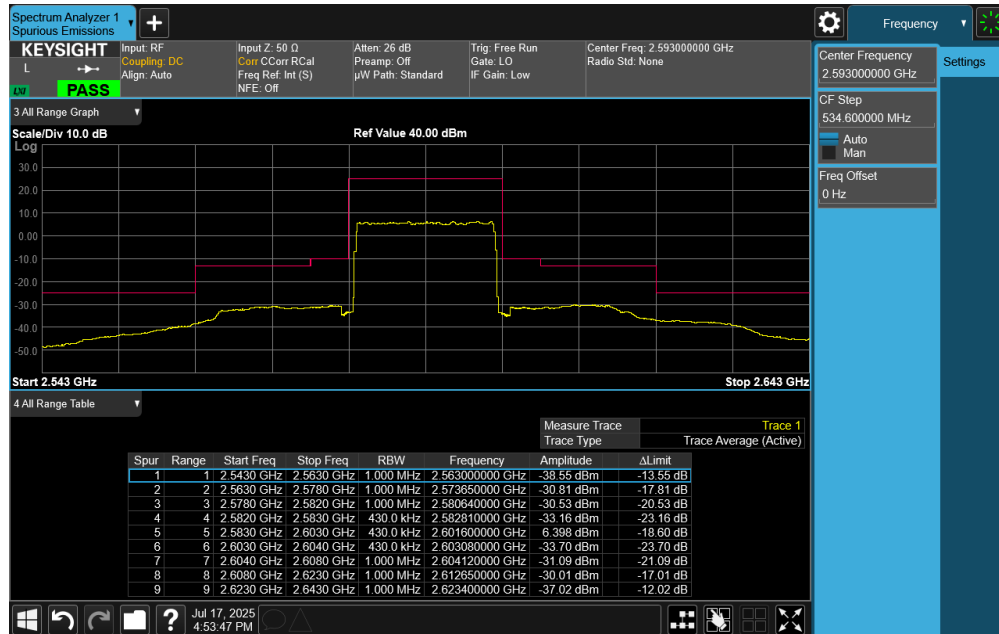 Spectrum Analyzer 1
Spurious Emissions
Frequency
KEYSIGHT
L
LXI
PASS
Input: RF
Coupling: DC
Align: Auto
Input Z: 50 Ω
Corr CCorr RCal
Freq Ref: Int (S)
NFE: Off
Atten: 26 dB
Preamp: Off
µW Path: Standard
Trig: Free Run
Gate: LO
IF Gain: Low
Center Freq: 2.593000000 GHz
Radio Std: None
Center Frequency
2.593000000 GHz
Settings
CF Step
534.600000 MHz
Auto
Man
Freq Offset
0 Hz
3 All Range Graph
Scale/Div 10.0 dB
Ref Value 40.00 dBm
Log
30.0
20.0
10.0
0.00
-10.0
-20.0
-30.0
-40.0
-50.0
Start 2.543 GHz
Stop 2.643 GHz
4 All Range Table
Measure Trace Trace 1
Trace Type Trace Average (Active)
Spur Range Start Freq Stop Freq RBW Frequency Amplitude ΔLimit
1 1 2.5430 GHz 2.5630 GHz 1.000 MHz 2.563000000 GHz -38.55 dBm -13.55 dB
2 2 2.5630 GHz 2.5780 GHz 1.000 MHz 2.573650000 GHz -30.81 dBm -17.81 dB
3 3 2.5780 GHz 2.5820 GHz 1.000 MHz 2.580640000 GHz -30.53 dBm -20.53 dB
4 4 2.5820 GHz 2.5830 GHz 430.0 kHz 2.582810000 GHz -33.16 dBm -23.16 dB
5 5 2.5830 GHz 2.6030 GHz 430.0 kHz 2.601600000 GHz 6.398 dBm -18.60 dB
6 6 2.6030 GHz 2.6040 GHz 430.0 kHz 2.603080000 GHz -33.70 dBm -23.70 dB
7 7 2.6040 GHz 2.6080 GHz 1.000 MHz 2.604120000 GHz -31.09 dBm -21.09 dB
8 8 2.6080 GHz 2.6230 GHz 1.000 MHz 2.612650000 GHz -30.01 dBm -17.01 dB
9 9 2.6230 GHz 2.6430 GHz 1.000 MHz 2.623400000 GHz -37.02 dBm -12.02 dB
Jul 17, 2025
4:53:47 PM